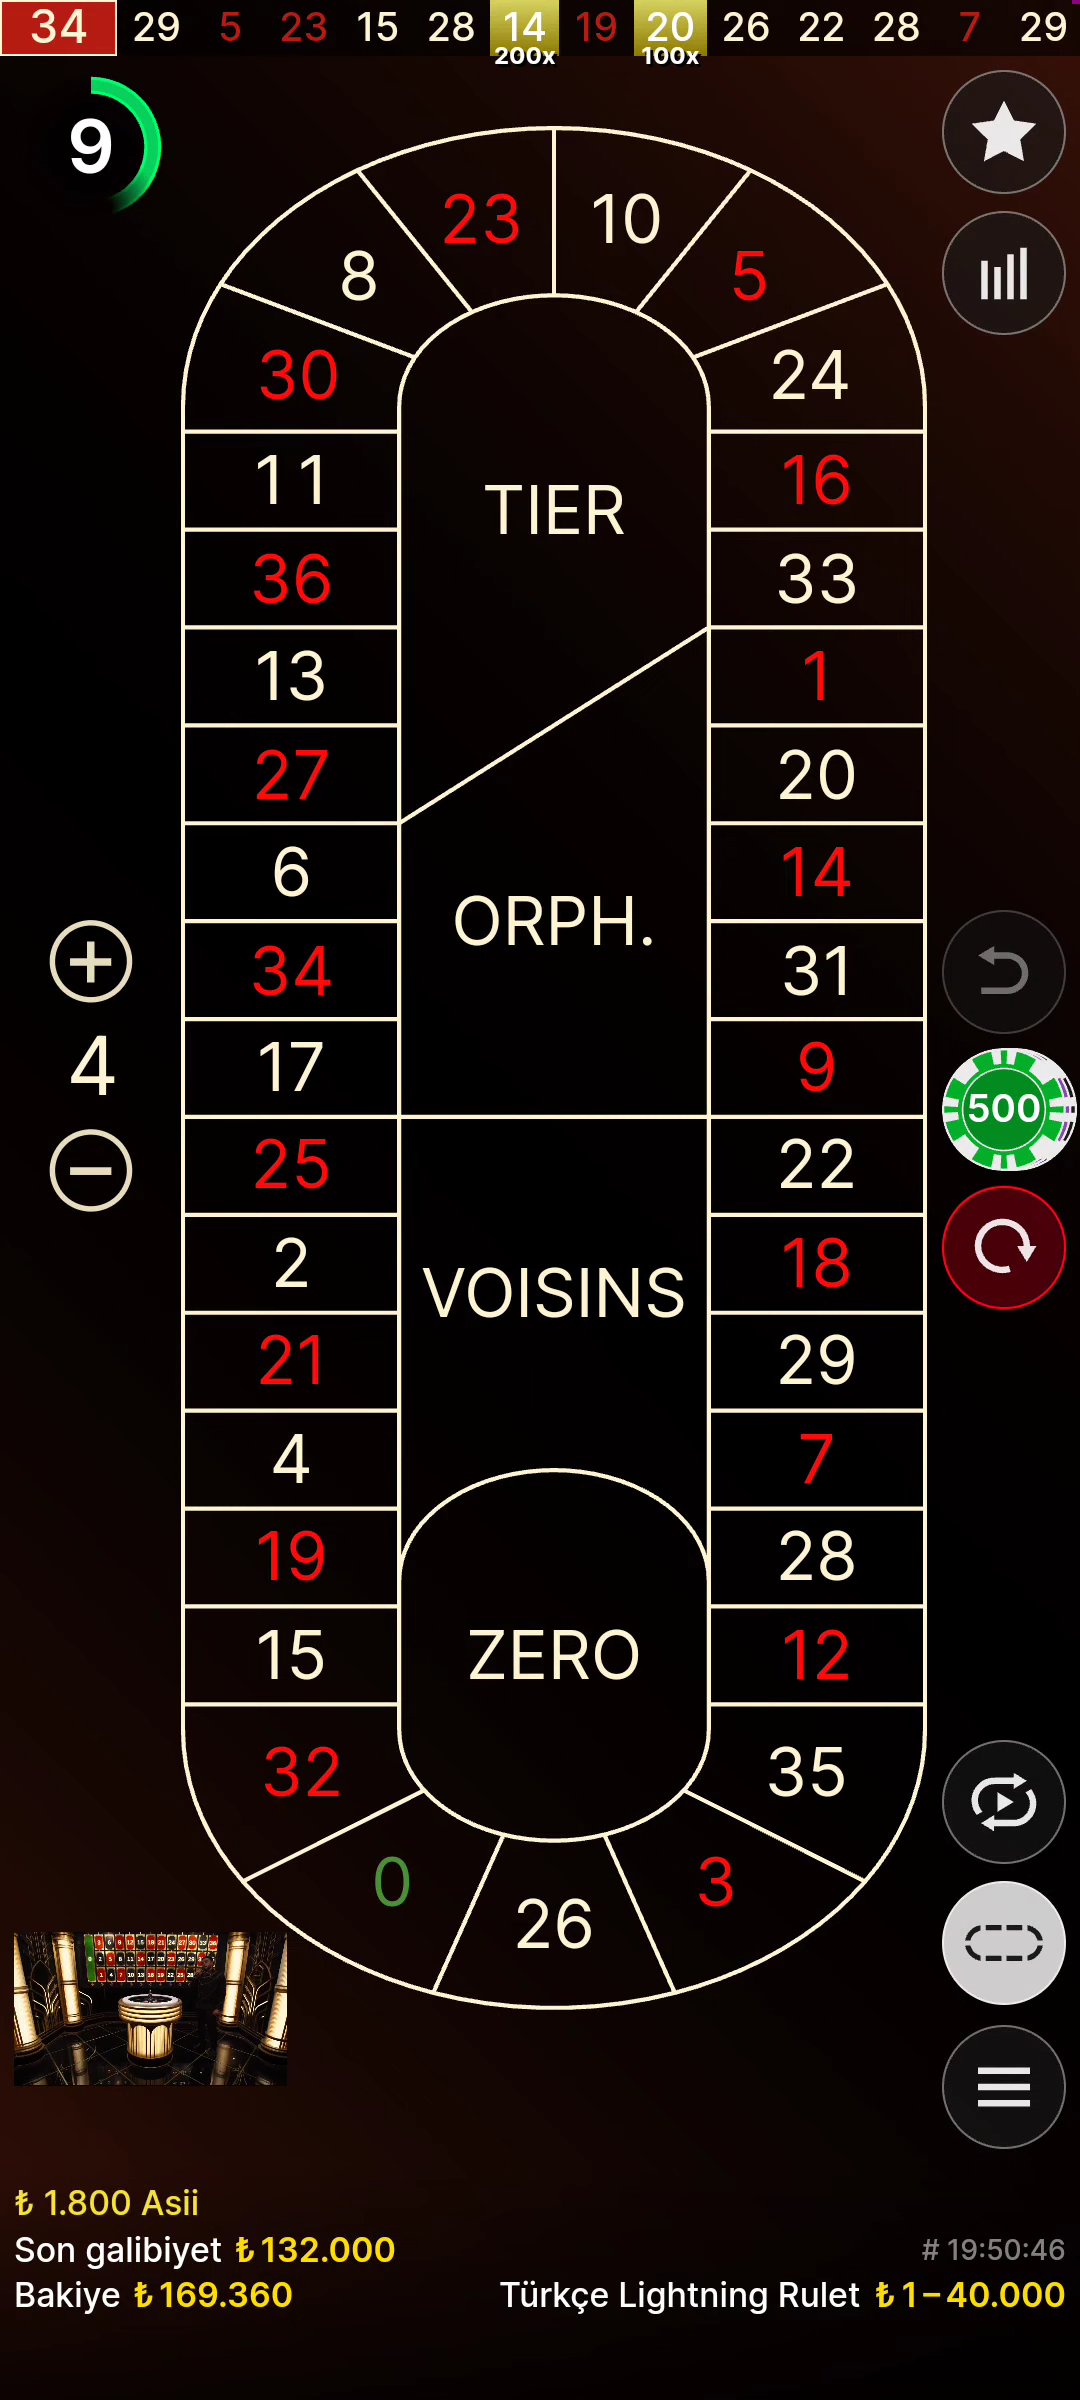 34 29 5 23 15 28 14 19 20 26 22 28 7 29
200x 100x
9
23 10
8 5
30 24
11 16
TIER
36 33
13 1
27 20
6 14
ORPH.
34 31
17 9
+
4
−
500
25 22
2 18
VOISINS
21 29
4 7
19 28
15 12
ZERO
32 35
0 3
26
₺ 1.800 Asii
Son galibiyet ₺132.000
# 19:50:46
Bakiye ₺169.360
Türkçe Lightning Rulet ₺1–40.000